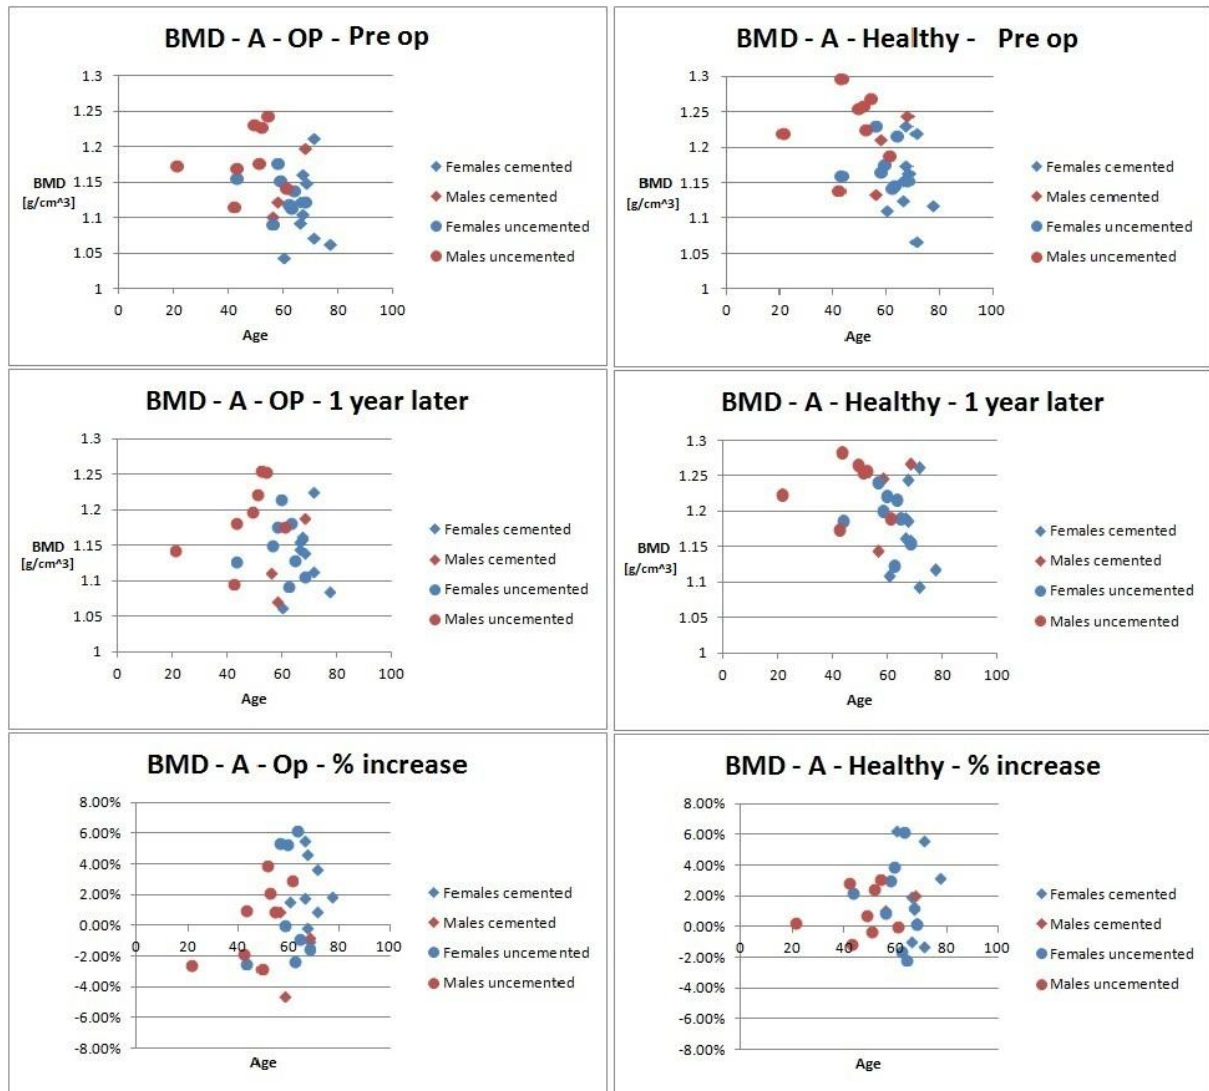 BMD - A - OP - Pre op
1.3
1.25
1.2
BMD
1.15
[g/cm^3]
1.1
1.05
1
0 20 40 60 80 100
Age
Females cemented
Males cemented
Females uncemented
Males uncemented
BMD - A - Healthy - Pre op
1.3
1.25
1.2
BMD
1.15
[g/cm^3]
1.1
1.05
1
0 20 40 60 80 100
Age
Females cemented
Males cemented
Females uncemented
Males uncemented
BMD - A - OP - 1 year later
1.3
1.25
1.2
BMD
1.15
[g/cm^3]
1.1
1.05
1
0 20 40 60 80 100
Age
Females cemented
Males cemented
Females uncemented
Males uncemented
BMD - A - Healthy - 1 year later
1.3
1.25
1.2
BMD
1.15
[g/cm^3]
1.1
1.05
1
0 20 40 60 80 100
Age
Females cemented
Males cemented
Females uncemented
Males uncemented
BMD - A - Op - % increase
8.00%
6.00%
4.00%
2.00%
0.00%
0 20 40 60 80 100
-2.00%
-4.00%
-6.00%
-8.00%
Age
Females cemented
Males cemented
Females uncemented
Males uncemented
BMD - A - Healthy - % increase
8.00%
6.00%
4.00%
2.00%
0.00%
0 20 40 60 80 100
-2.00%
-4.00%
-6.00%
-8.00%
Age
Females cemented
Males cemented
Females uncemented
Males uncemented